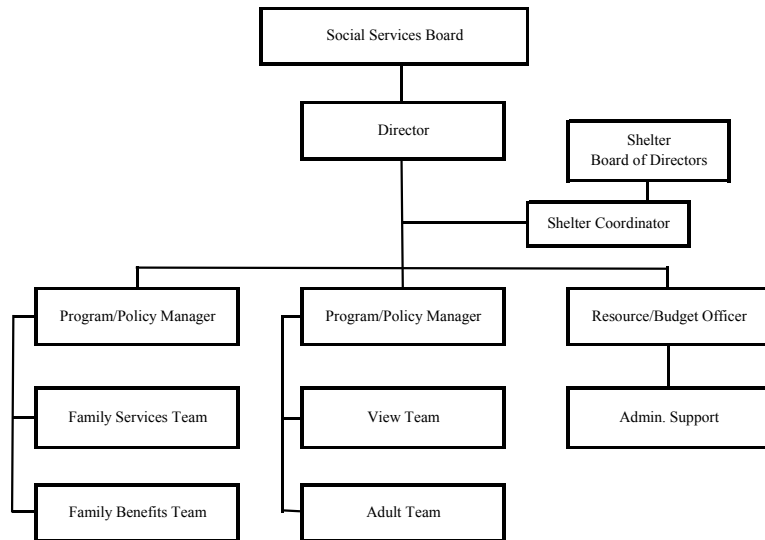 Social Services Board
Director
Shelter
Board of Directors
Shelter Coordinator
Program/Policy Manager
Program/Policy Manager
Resource/Budget Officer
Family Services Team
View Team
Admin. Support
Family Benefits Team
Adult Team